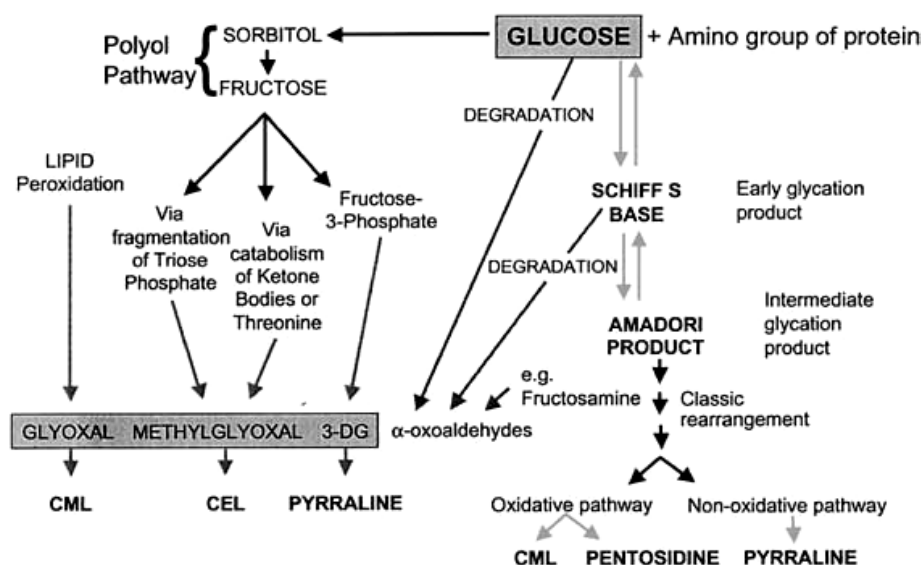 Polyol
Pathway
SORBITOL
FRUCTOSE
GLUCOSE + Amino group of protein
DEGRADATION
LIPID
Peroxidation
Via
fragmentation
of Triose
Phosphate
Via
catabolism
of Ketone
Bodies or
Threonine
Fructose-
3-Phosphate
SCHIFF S
BASE
Early glycation
product
DEGRADATION
AMADORI
PRODUCT
Intermediate
glycation
product
e.g.
Fructosamine
Classic
rearrangement
GLYOXAL METHYLGLYOXAL 3-DG
α-oxoaldehydes
CML CEL PYRRALINE
Oxidative pathway Non-oxidative pathway
CML PENTOSIDINE PYRRALINE